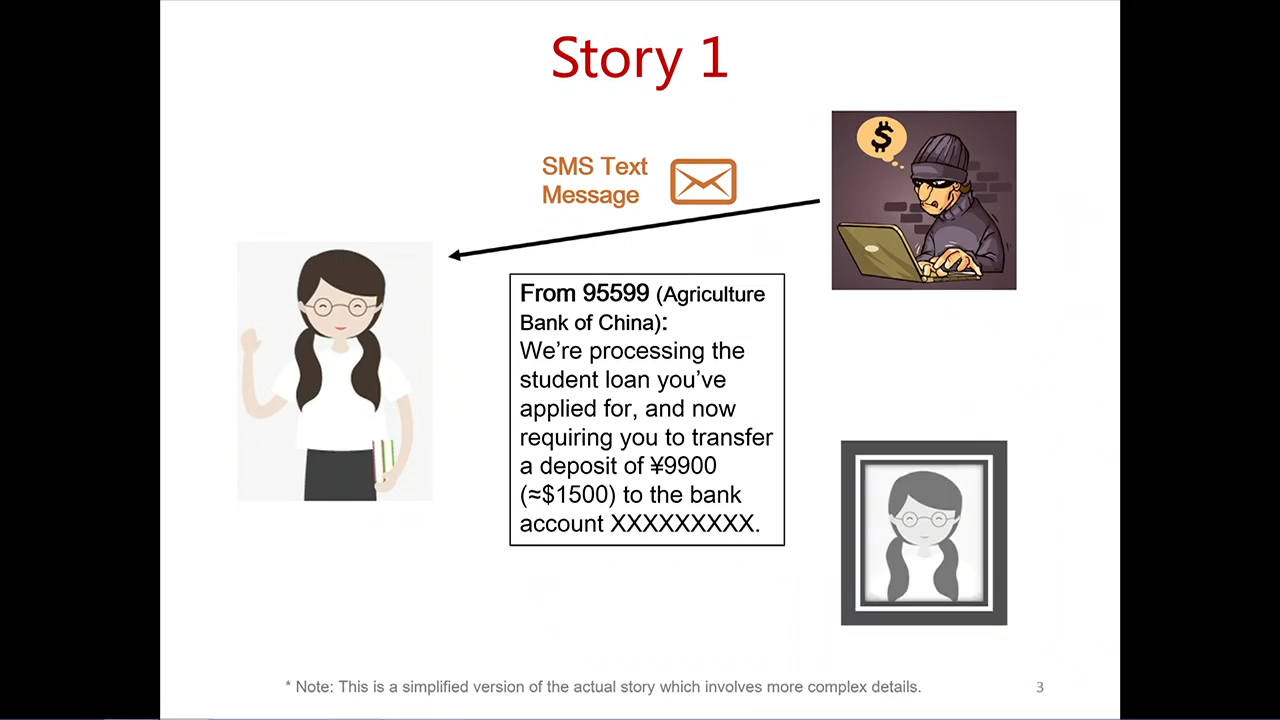 Story 1
$
SMS Text
Message
From 95599 (Agriculture
Bank of China):
We’re processing the
student loan you’ve
applied for, and now
requiring you to transfer
a deposit of ¥9900
(≈$1500) to the bank
account XXXXXXXXX.
* Note: This is a simplified version of the actual story which involves more complex details.
3